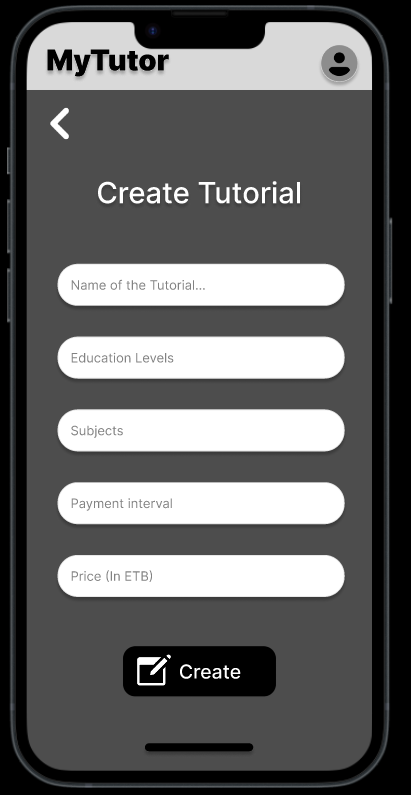 MyTutor
Create Tutorial
Name of the Tutorial...
Education Levels
Subjects
Payment interval
Price (In ETB)
Create